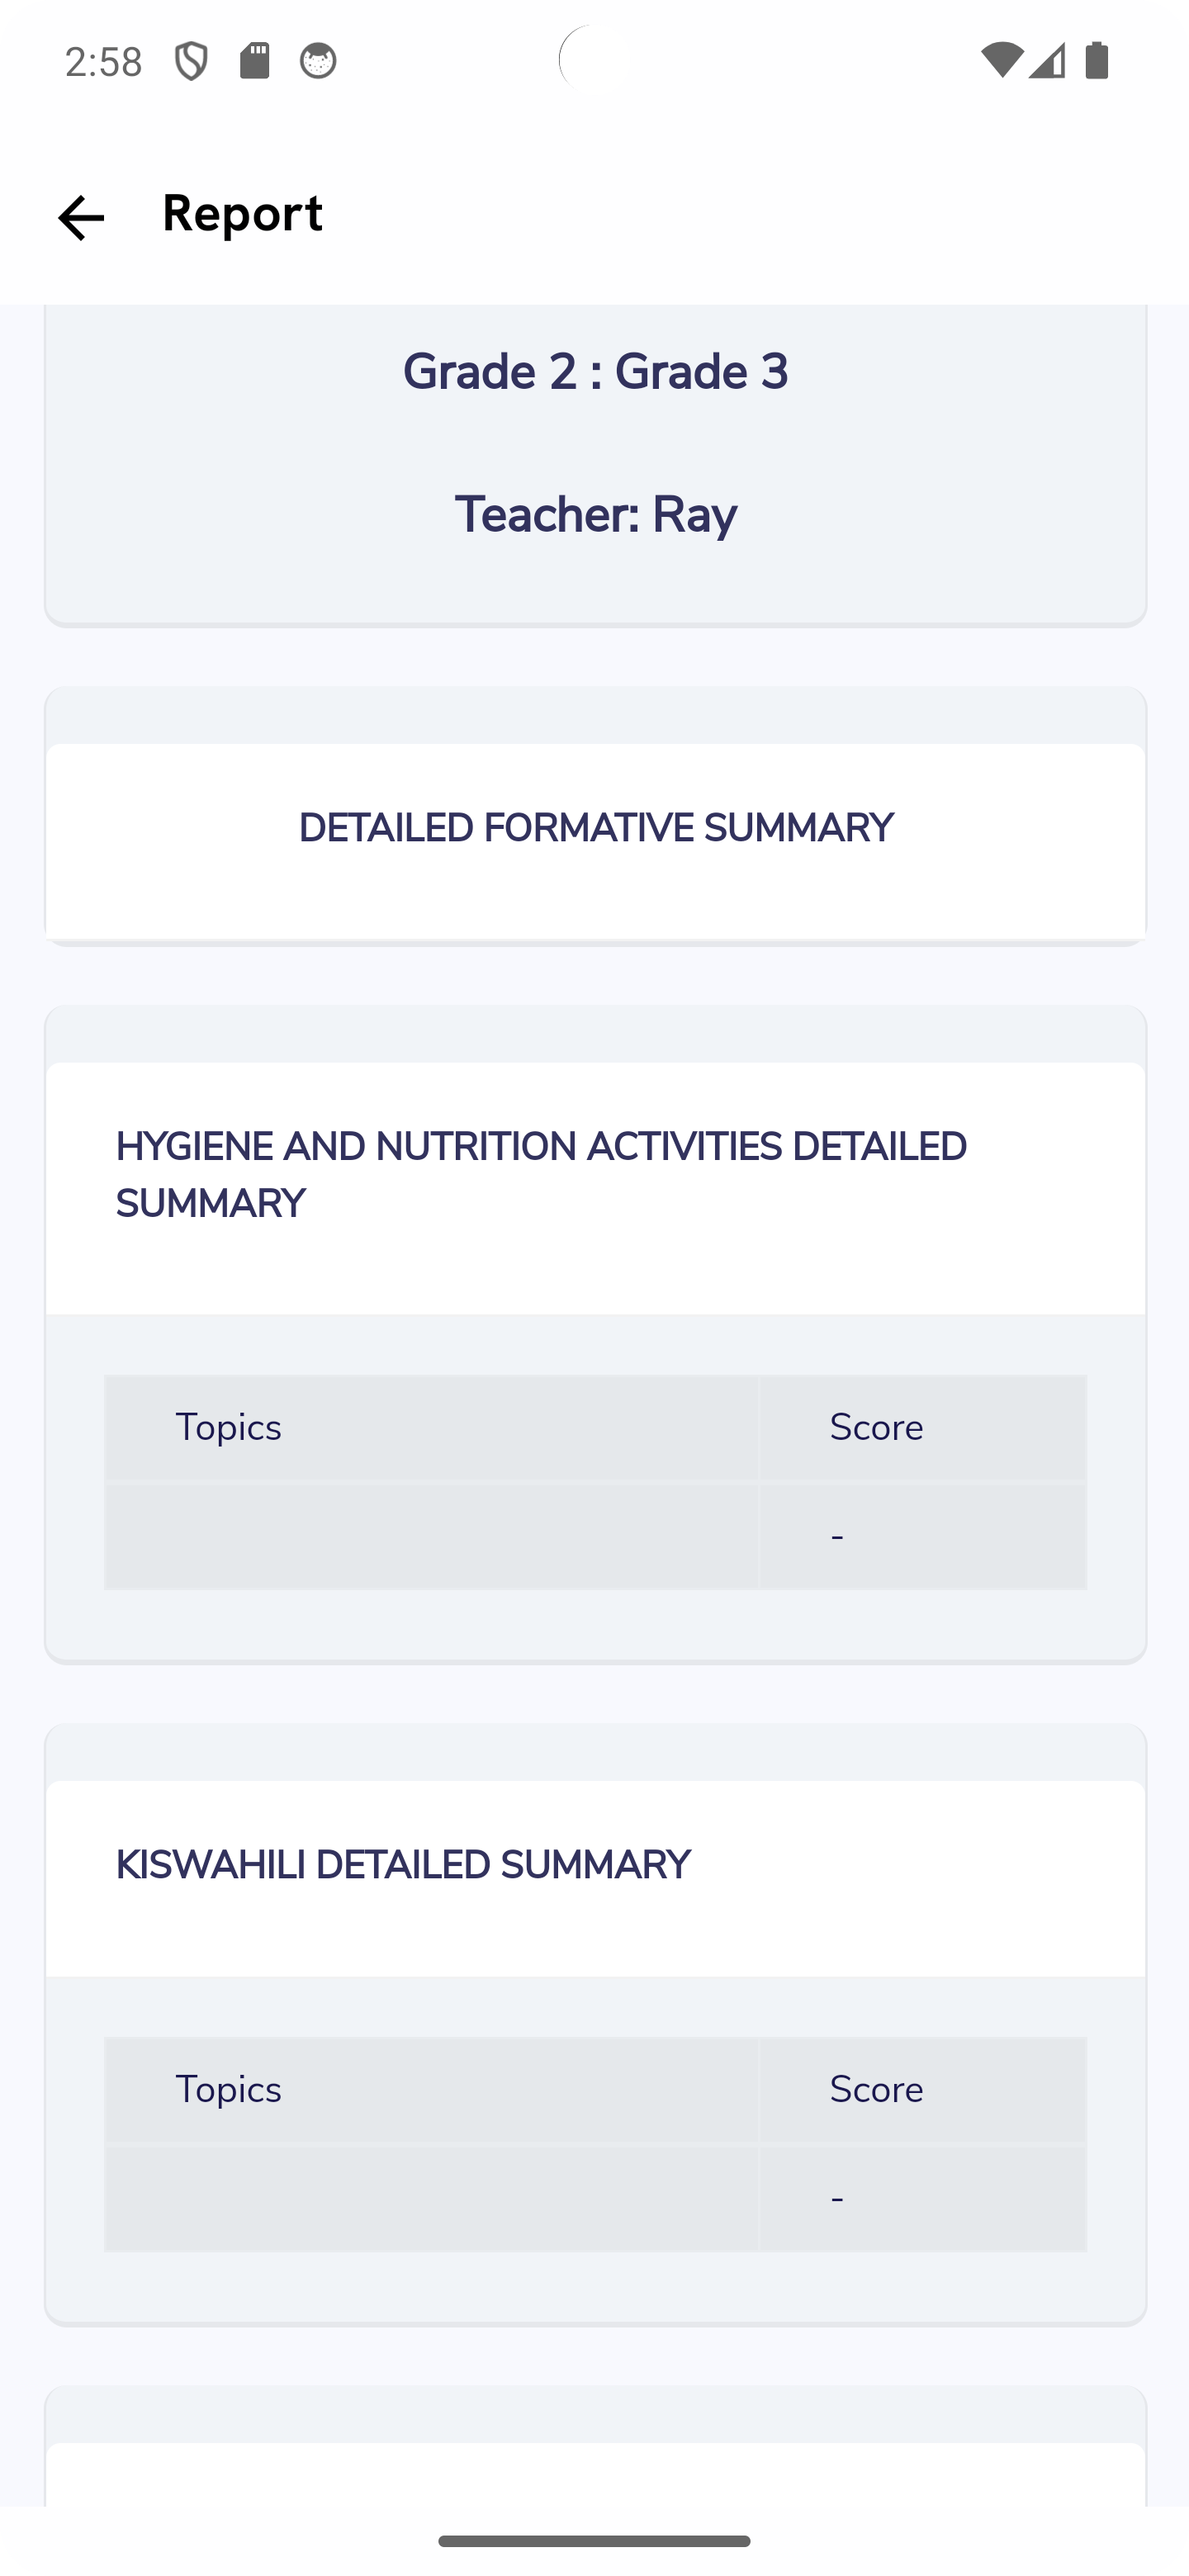 2:58
Report
Grade 2 : Grade 3
Teacher: Ray
DETAILED FORMATIVE SUMMARY
HYGIENE AND NUTRITION ACTIVITIES DETAILED
SUMMARY
Topics Score
-
KISWAHILI DETAILED SUMMARY
Topics Score
-